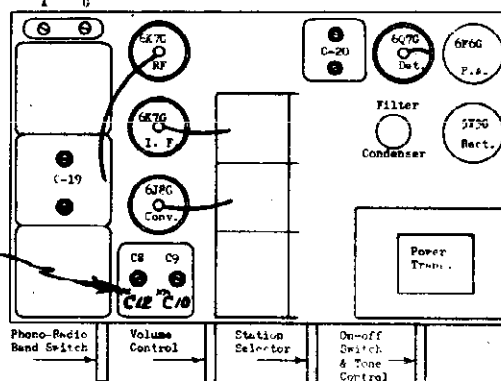 A G
6K7G
RF
6K7G
I. F.
6J8G
Conv.
C-19
C8 C9
C12 C10
C-20
6Q7G
Det.
6F6G
P.A.
Filter
Condenser
5Y3G
Rect.
Power
Trans.
Phono-Radio
Band Switch
Volume
Control
Station
Selector
On-off
Switch
& Tone
Control